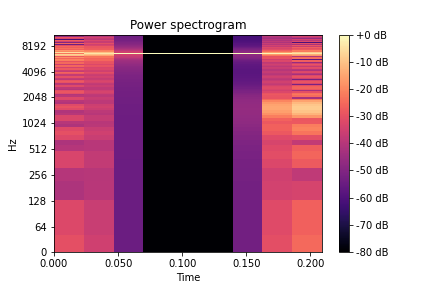 Power spectrogram
8192
4096
2048
1024
512
256
128
64
0
Hz
0.000 0.050 0.100 0.150 0.200
Time
+0 dB
-10 dB
-20 dB
-30 dB
-40 dB
-50 dB
-60 dB
-70 dB
-80 dB